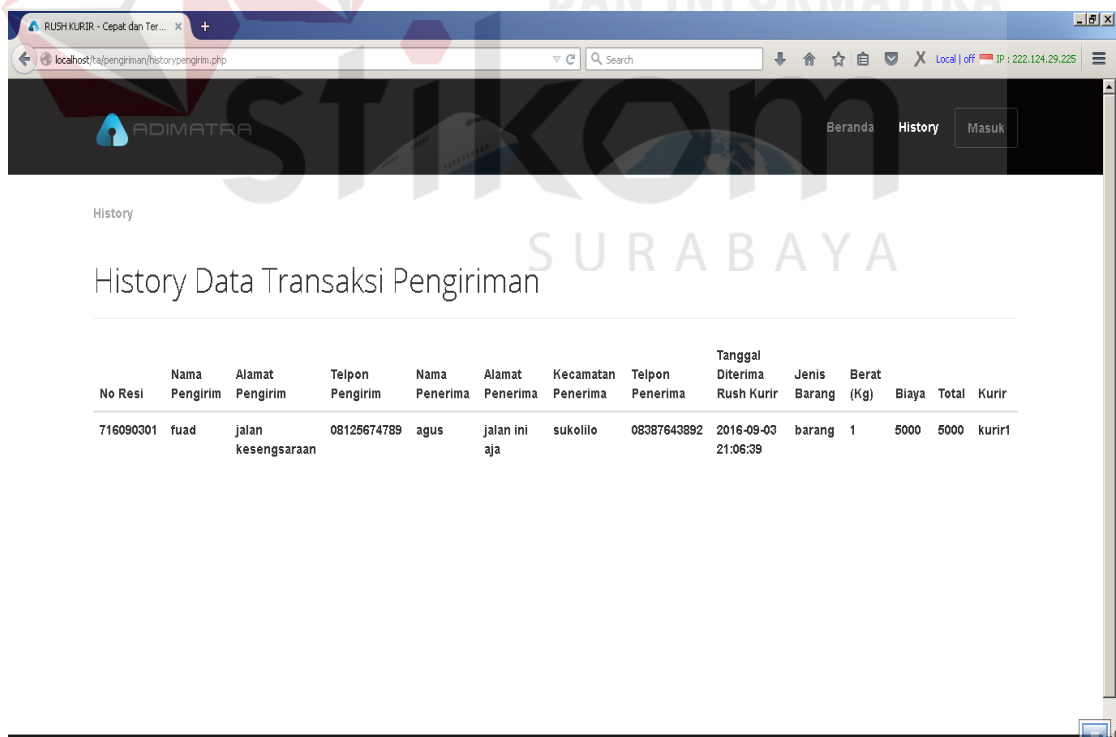 DAN INFORMATIKA
RUSH KURIR - Cepat dan Ter...
localhost/ta/pengiriman/historypengirim.php
Search
Local | off IP : 222.124.29.225
stikom
SURABAYA
ADIMATRA
Beranda History Masuk
History
History Data Transaksi Pengiriman
No Resi Nama Pengirim Alamat Pengirim Telpon Pengirim Nama Penerima Alamat Penerima Kecamatan Penerima Telpon Penerima Tanggal Diterima Rush Kurir Jenis Barang Berat (Kg) Biaya Total Kurir
716090301 fuad jalan kesengsaraan 08125674789 agus jalan ini aja sukolilo 08387643892 2016-09-03 21:06:39 barang 1 5000 5000 kurir1